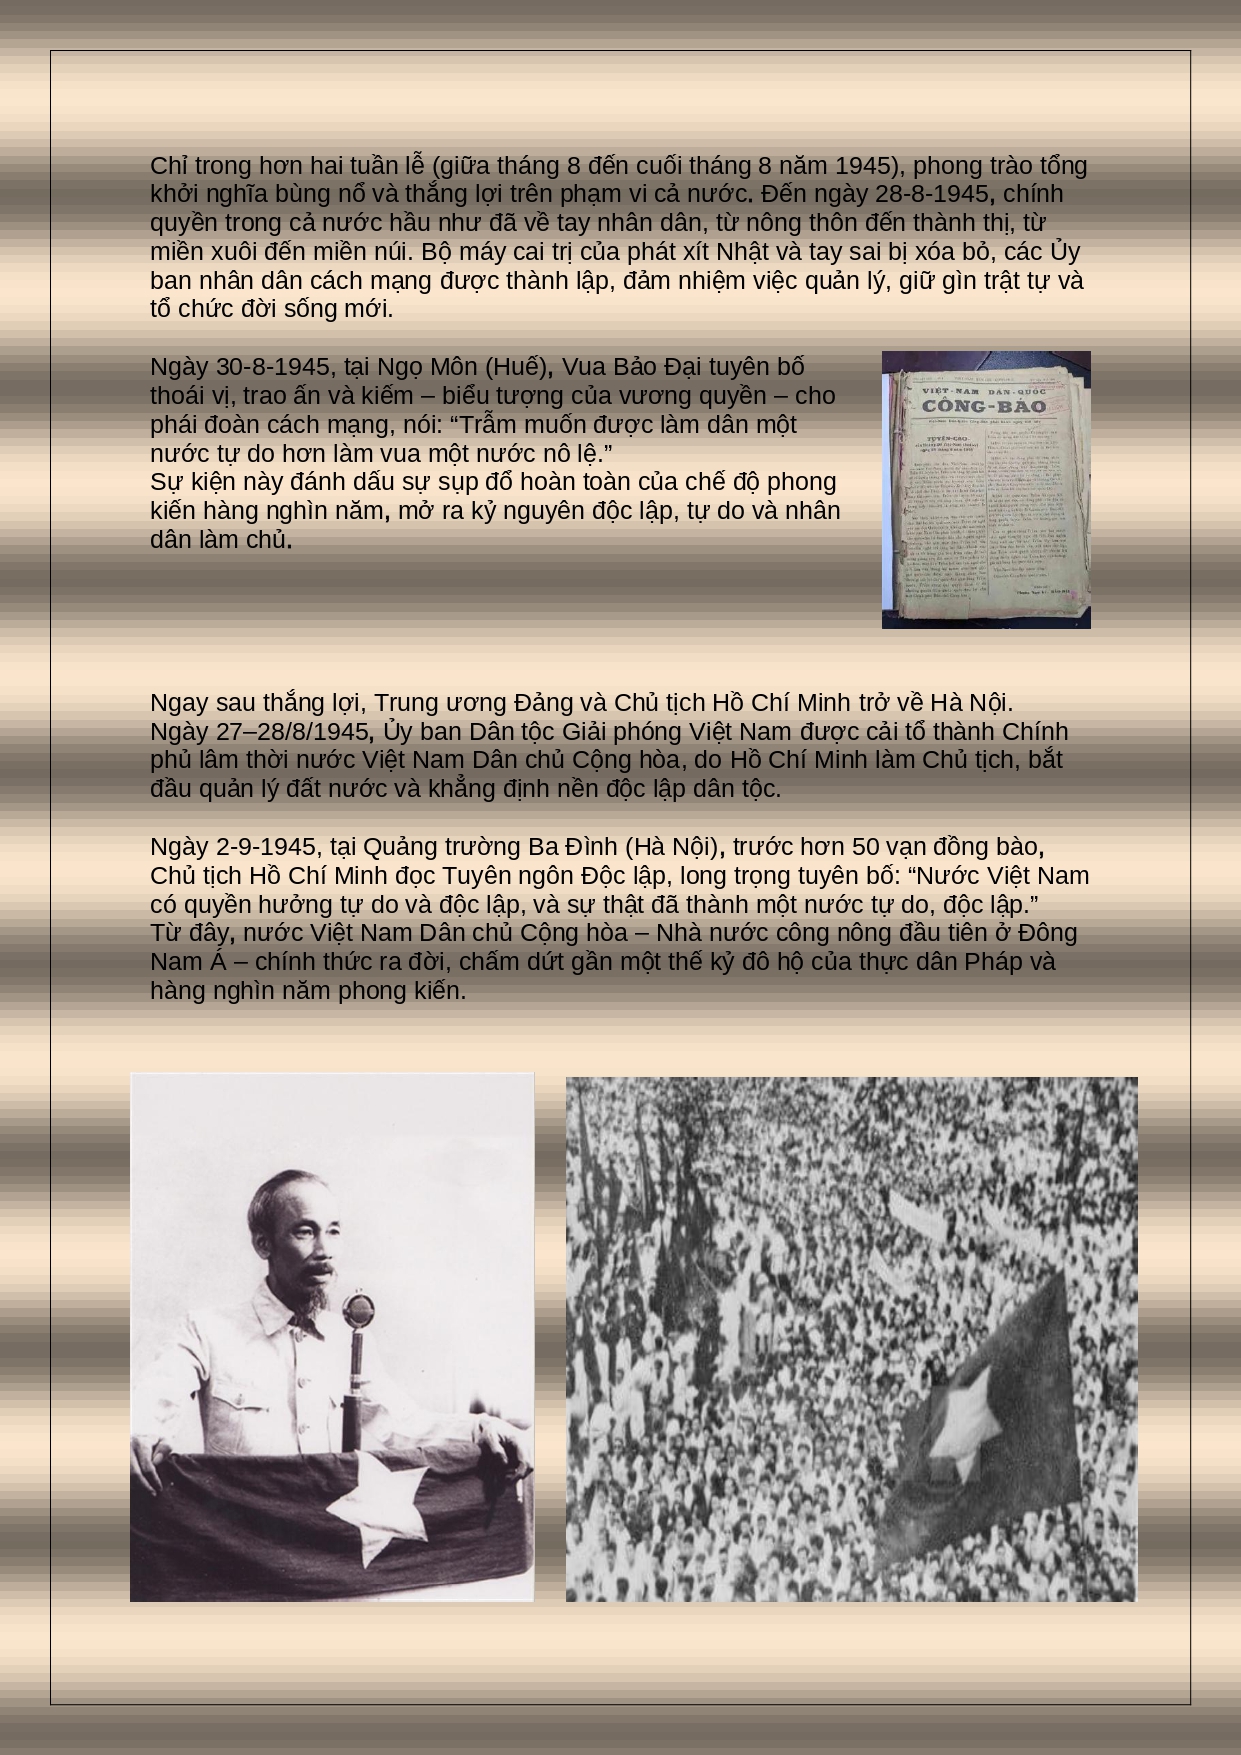 Chỉ trong hơn hai tuần lễ (giữa tháng 8 đến cuối tháng 8 năm 1945), phong trào tổng
khởi nghĩa bùng nổ và thắng lợi trên phạm vi cả nước. Đến ngày 28-8-1945, chính
quyền trong cả nước hầu như đã về tay nhân dân, từ nông thôn đến thành thị, từ
miền xuôi đến miền núi. Bộ máy cai trị của phát xít Nhật và tay sai bị xóa bỏ, các Ủy
ban nhân dân cách mạng được thành lập, đảm nhiệm việc quản lý, giữ gìn trật tự và
tổ chức đời sống mới.
Ngày 30-8-1945, tại Ngọ Môn (Huế), Vua Bảo Đại tuyên bố
thoái vị, trao ấn và kiếm – biểu tượng của vương quyền – cho
phái đoàn cách mạng, nói: “Trẫm muốn được làm dân một
nước tự do hơn làm vua một nước nô lệ.”
Sự kiện này đánh dấu sự sụp đổ hoàn toàn của chế độ phong
kiến hàng nghìn năm, mở ra kỷ nguyên độc lập, tự do và nhân
dân làm chủ.
VIỆT-NAM DÂN-QUỐC
CÔNG-BÁO
TUYÊN-CÁO
Ngay sau thắng lợi, Trung ương Đảng và Chủ tịch Hồ Chí Minh trở về Hà Nội.
Ngày 27–28/8/1945, Ủy ban Dân tộc Giải phóng Việt Nam được cải tổ thành Chính
phủ lâm thời nước Việt Nam Dân chủ Cộng hòa, do Hồ Chí Minh làm Chủ tịch, bắt
đầu quản lý đất nước và khẳng định nền độc lập dân tộc.
Ngày 2-9-1945, tại Quảng trường Ba Đình (Hà Nội), trước hơn 50 vạn đồng bào,
Chủ tịch Hồ Chí Minh đọc Tuyên ngôn Độc lập, long trọng tuyên bố: “Nước Việt Nam
có quyền hưởng tự do và độc lập, và sự thật đã thành một nước tự do, độc lập.”
Từ đây, nước Việt Nam Dân chủ Cộng hòa – Nhà nước công nông đầu tiên ở Đông
Nam Á – chính thức ra đời, chấm dứt gần một thế kỷ đô hộ của thực dân Pháp và
hàng nghìn năm phong kiến.